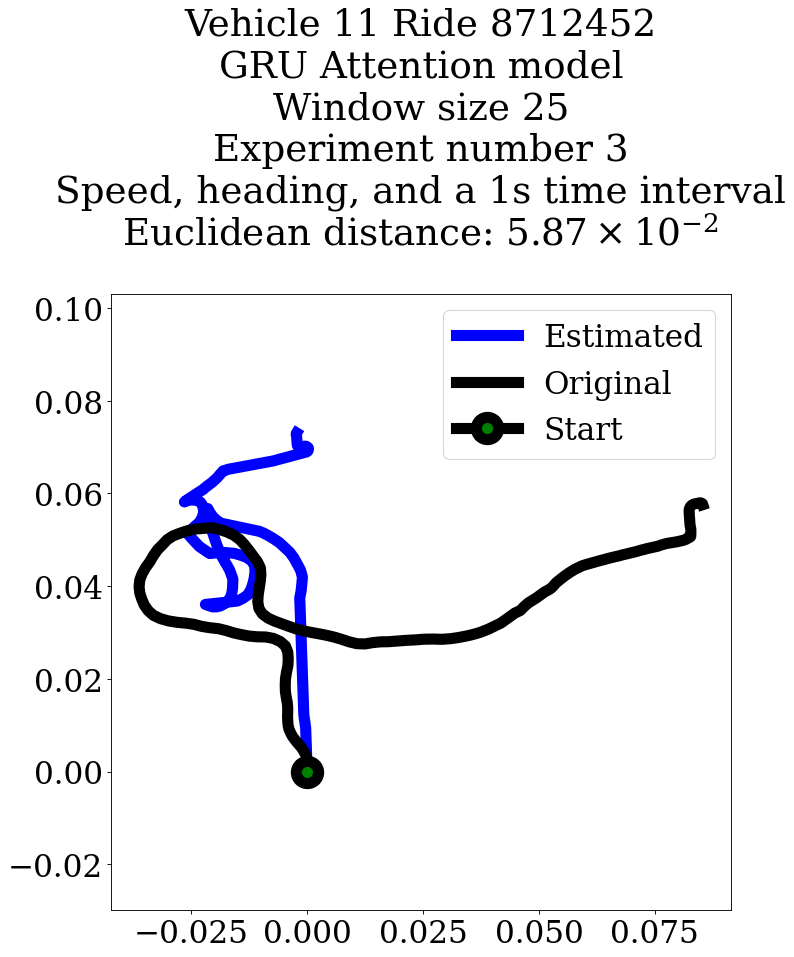 Vehicle 11 Ride 8712452
GRU Attention model
Window size 25
Experiment number 3
Speed, heading, and a 1s time interval
Euclidean distance: 5.87 × 10⁻²
Estimated
Original
Start
0.10
0.08
0.06
0.04
0.02
0.00
−0.02
−0.025 0.000 0.025 0.050 0.075